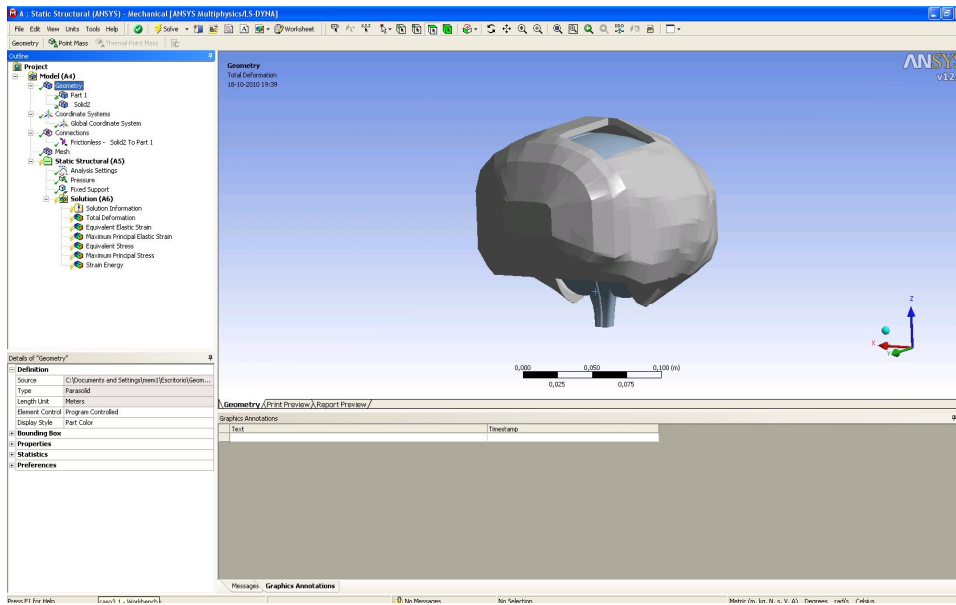 A : Static Structural (ANSYS) - Mechanical [ANSYS Multiphysics/LS-DYNA]
File Edit View Units Tools Help Solve Worksheet
Geometry Point Mass Thermal Point Mass
Outline
Project
Model (A4)
Geometry
Part 1
Solid2
Coordinate Systems
Global Coordinate System
Connections
Frictionless - Solid2 To Part 1
Mesh
Static Structural (A5)
Analysis Settings
Pressure
Fixed Support
Solution (A6)
Solution Information
Total Deformation
Equivalent Elastic Strain
Maximum Principal Elastic Strain
Equivalent Stress
Maximum Principal Stress
Strain Energy
Details of "Geometry"
Definition
Source C:\Documents and Settings\mem1\Escritorio\Geom...
Type Parasolid
Length Unit Meters
Element Control Program Controlled
Display Style Part Color
Bounding Box
Properties
Statistics
Preferences
Geometry
Total Deformation
18-10-2010 19:39
ANSYS
v12
Z
X
Y
0,000 0,050 0,100 (m)
0,025 0,075
Geometry Print Preview Report Preview
Graphics Annotations
Text Timestamp
Messages Graphics Annotations
Press F1 for Help caso3.1 - Workbench No Messages No Selection Metric (m, kg, N, s, V, A) Degrees rad/s Celsius